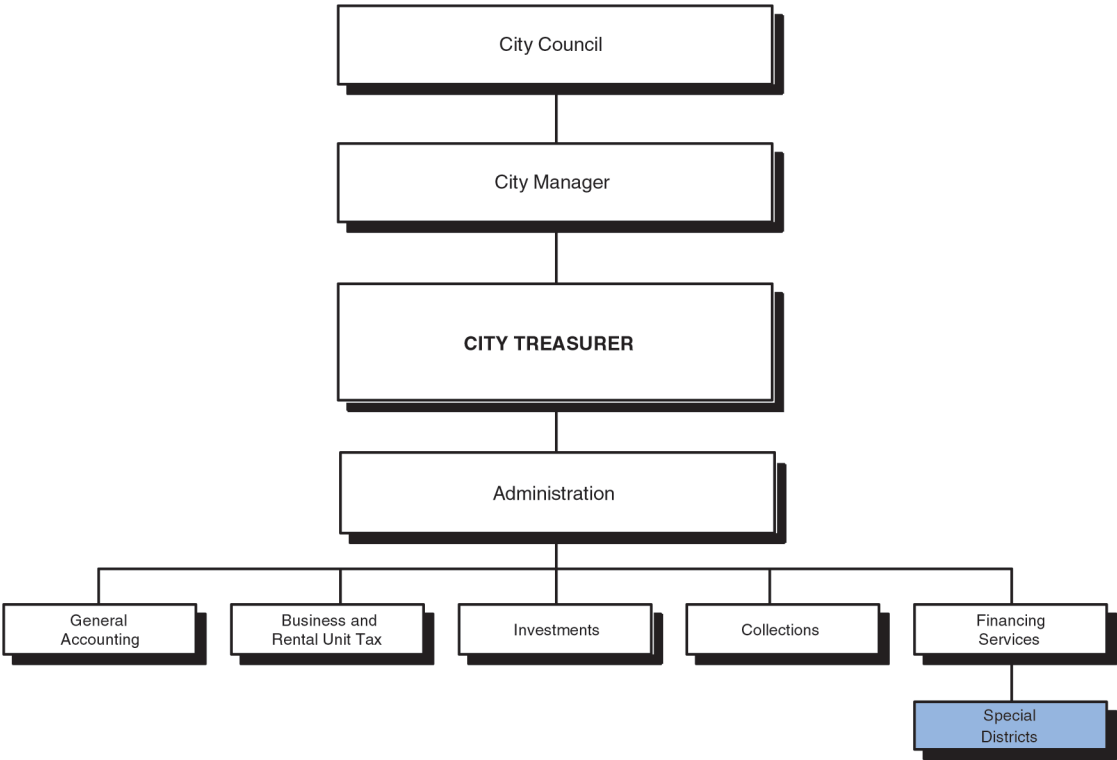 City Council
City Manager
CITY TREASURER
Administration
General
Accounting
Business and
Rental Unit Tax
Investments
Collections
Financing
Services
Special
Districts